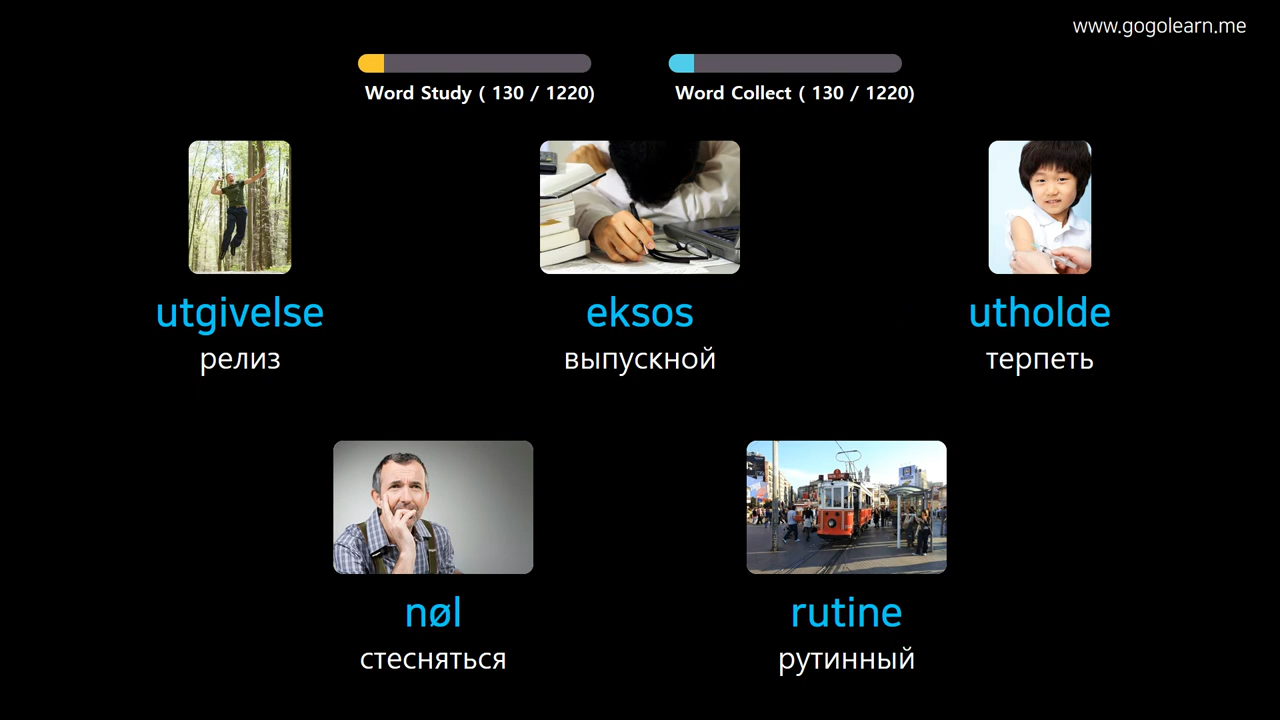 www.gogolearn.me
Word Study ( 130 / 1220)
Word Collect ( 130 / 1220)
utgivelse
релиз
eksos
выпускной
utholde
терпеть
nøl
стесняться
rutine
рутинный